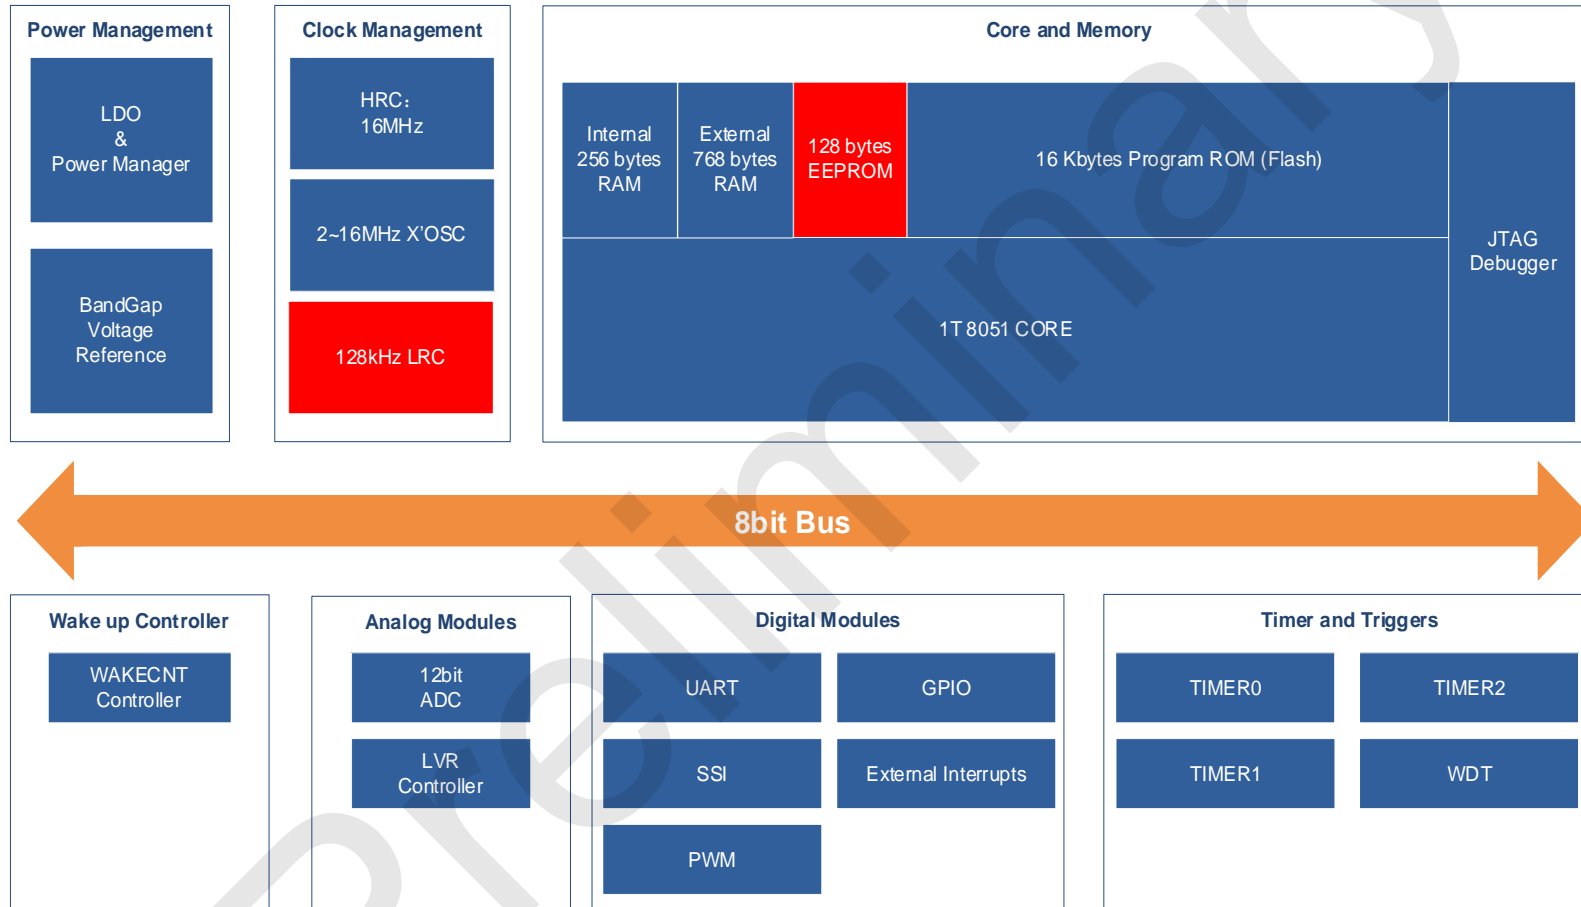 Power Management
LDO
&
Power Manager
BandGap
Voltage
Reference
Clock Management
HRC：
16MHz
2~16MHz X'OSC
128kHz LRC
Core and Memory
Internal
256 bytes
RAM
External
768 bytes
RAM
128 bytes
EEPROM
16 Kbytes Program ROM (Flash)
1T 8051 CORE
JTAG
Debugger
8bit Bus
Wake up Controller
WAKECNT
Controller
Analog Modules
12bit
ADC
LVR
Controller
Digital Modules
UART
GPIO
SSI
External Interrupts
PWM
Timer and Triggers
TIMER0
TIMER2
TIMER1
WDT
Preliminary